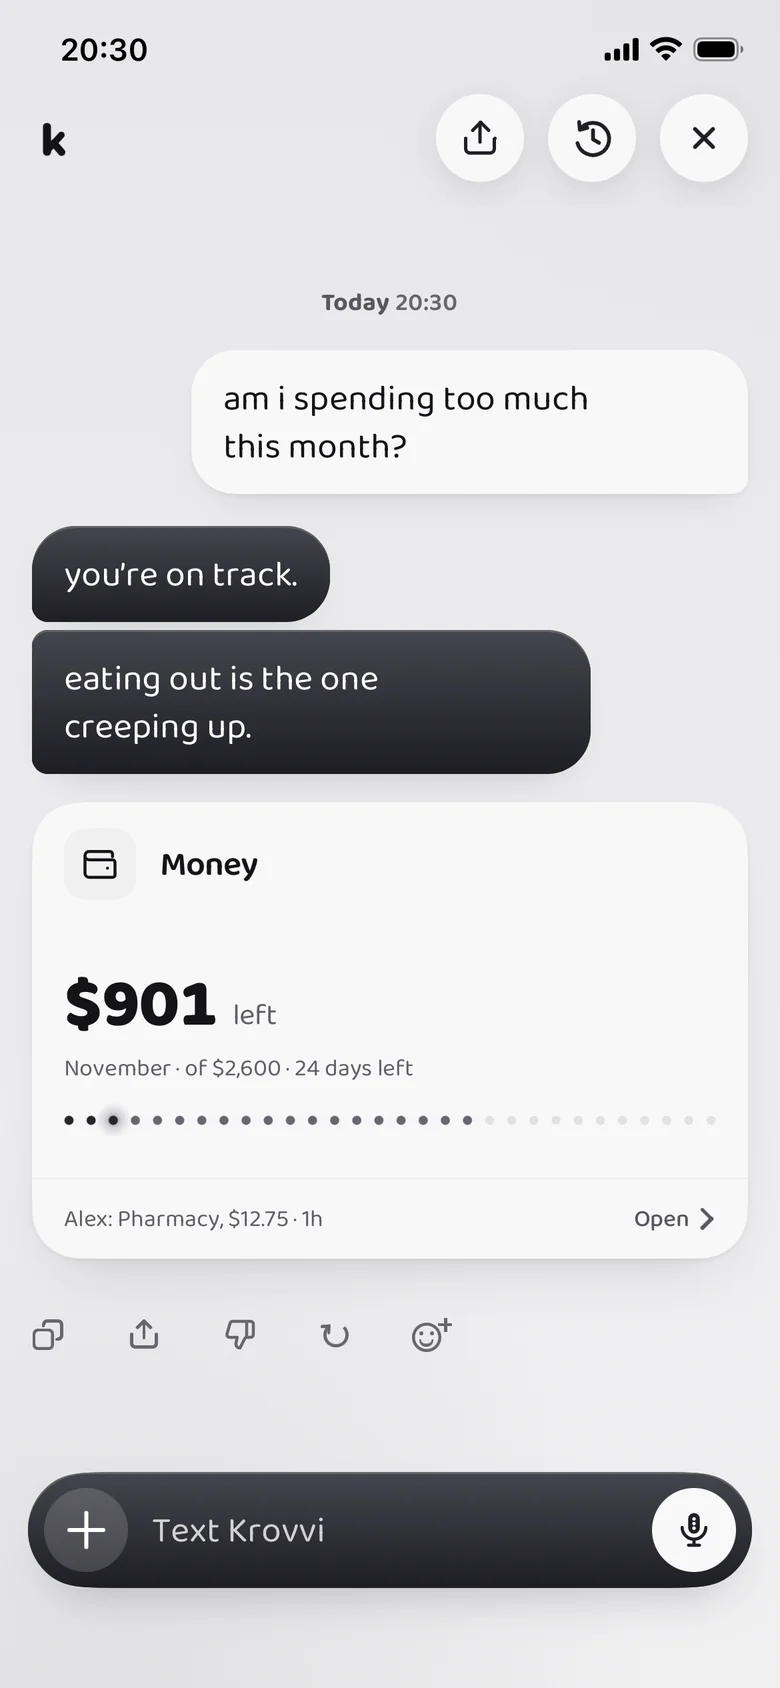 20:30
k
Today 20:30
am i spending too much
this month?
you're on track.
eating out is the one
creeping up.
Money
$901 left
November · of $2,600 · 24 days left
Alex: Pharmacy, $12.75 · 1h
Open
Text Krovvi